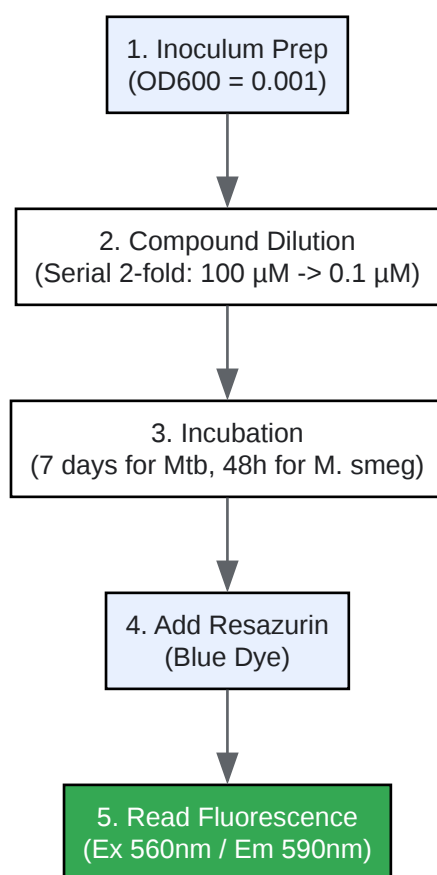 1. Inoculum Prep
(OD600 = 0.001)
2. Compound Dilution
(Serial 2-fold: 100 µM -> 0.1 µM)
3. Incubation
(7 days for Mtb, 48h for M. smeg)
4. Add Resazurin
(Blue Dye)
5. Read Fluorescence
(Ex 560nm / Em 590nm)